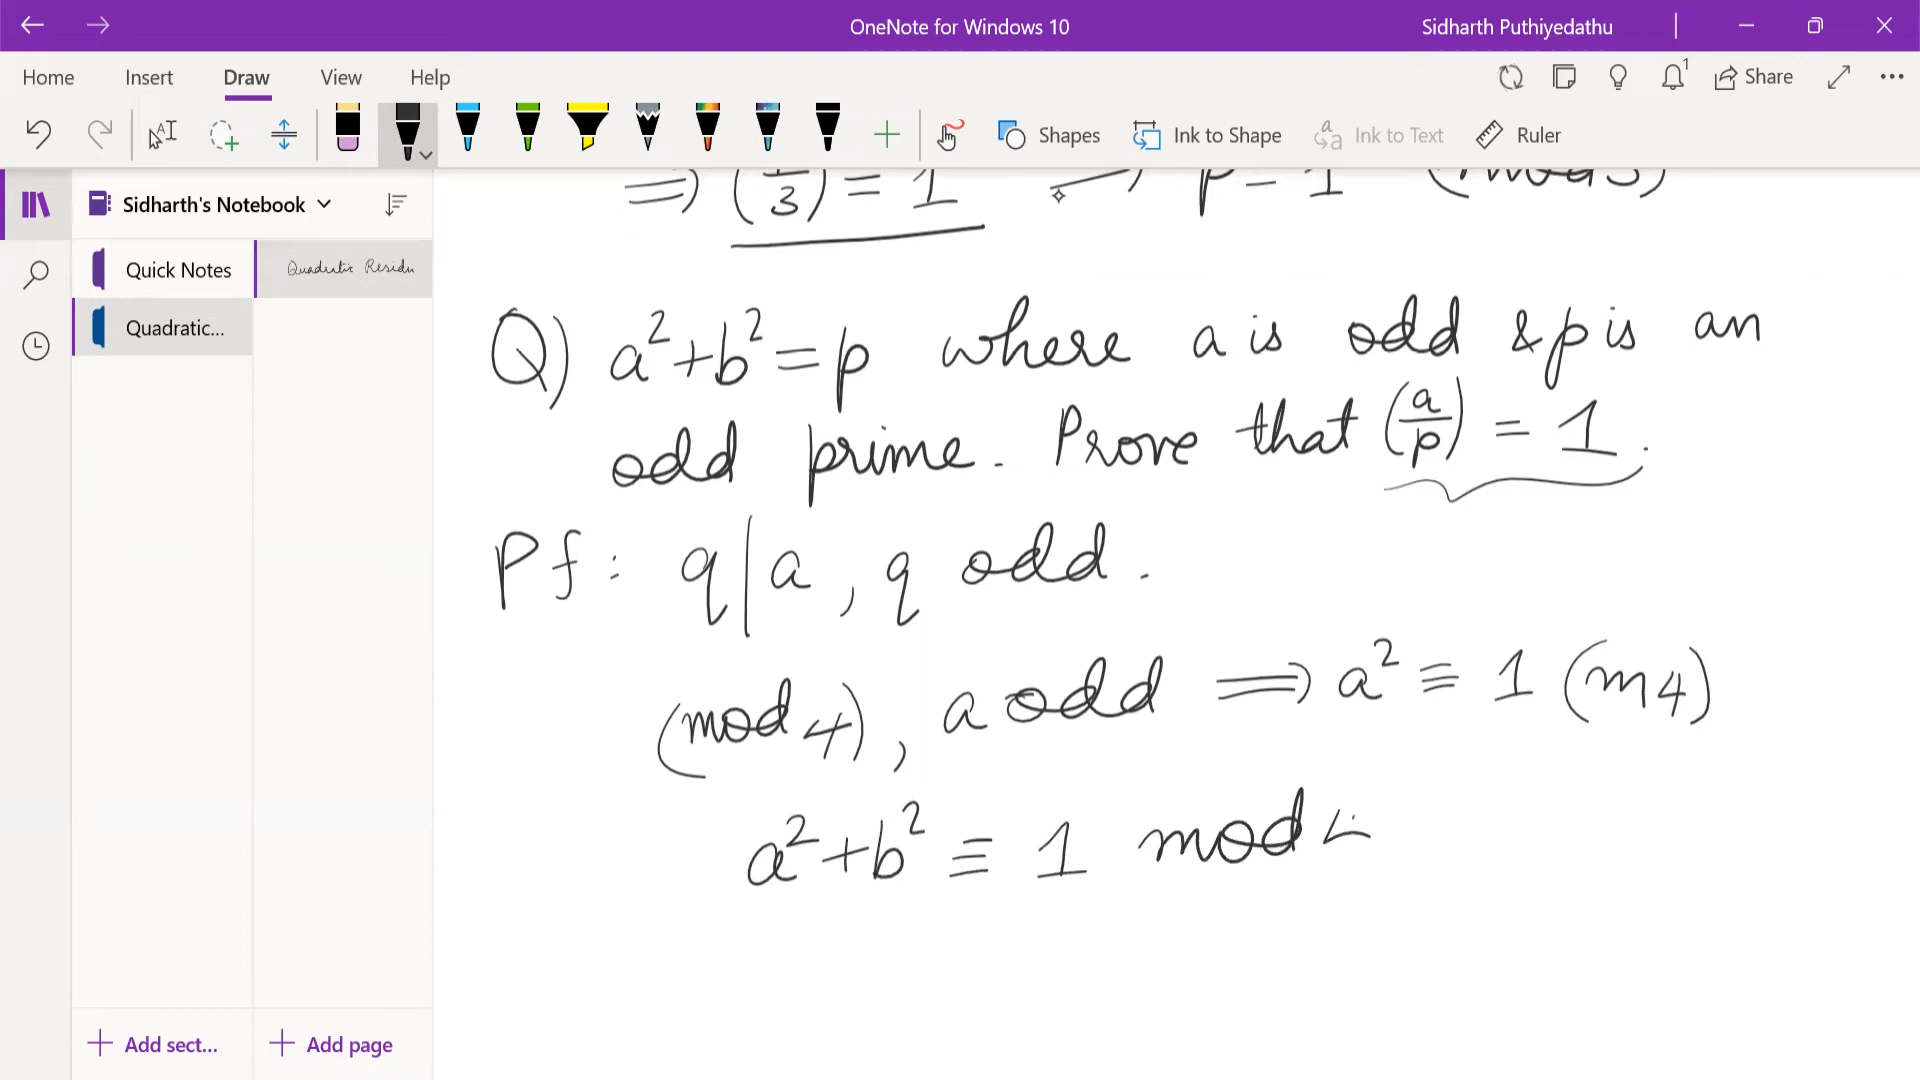 OneNote for Windows 10
Sidharth Puthiyedathu
Home Insert Draw View Help
1
Share
Shapes
Ink to Shape
Ink to Text
Ruler
Sidharth's Notebook
Quick Notes
Quadratic...
Add sect...
Add page
Q) a²+b²=p where a is odd & p is an
odd prime. Prove that (a/p) = 1.
Pf: q|a, q odd.
(mod 4), a odd ⟹ a² ≡ 1 (m4)
a²+b² ≡ 1 mod